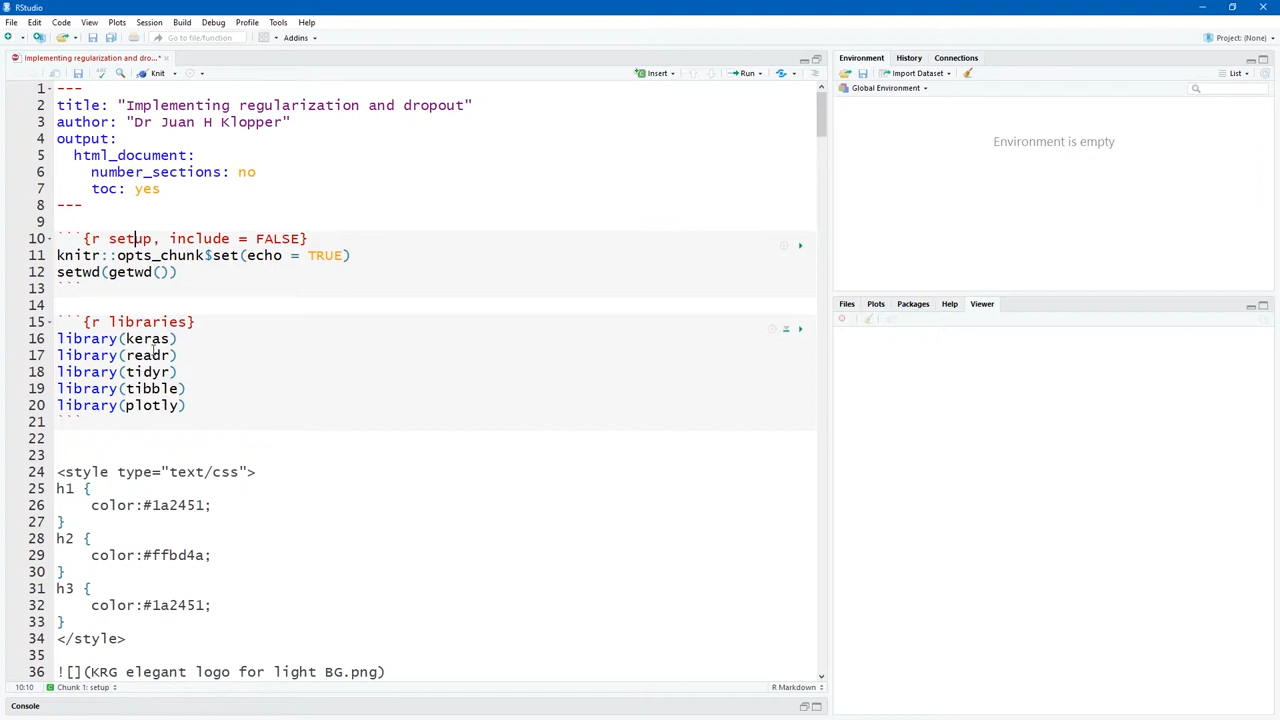 RStudio
File Edit Code View Plots Session Build Debug Profile Tools Help
Go to file/function Addins Project: (None)
Implementing regularization and dro...*
Knit Insert Run
1 ---
2 title: "Implementing regularization and dropout"
3 author: "Dr Juan H Klopper"
4 output:
5 html_document:
6 number_sections: no
7 toc: yes
8 ---
9
10 ```{r setup, include = FALSE}
11 knitr::opts_chunk$set(echo = TRUE)
12 setwd(getwd())
13 ```
14
15 ```{r libraries}
16 library(keras)
17 library(readr)
18 library(tidyr)
19 library(tibble)
20 library(plotly)
21 ```
22
23
24 <style type="text/css">
25 h1 {
26 color:#1a2451;
27 }
28 h2 {
29 color:#ffbd4a;
30 }
31 h3 {
32 color:#1a2451;
33 }
34 </style>
35
36 ![](KRG elegant logo for light BG.png)
10:10 Chunk 1: setup R Markdown
Console
Environment History Connections
Import Dataset List
Global Environment
Environment is empty
Files Plots Packages Help Viewer